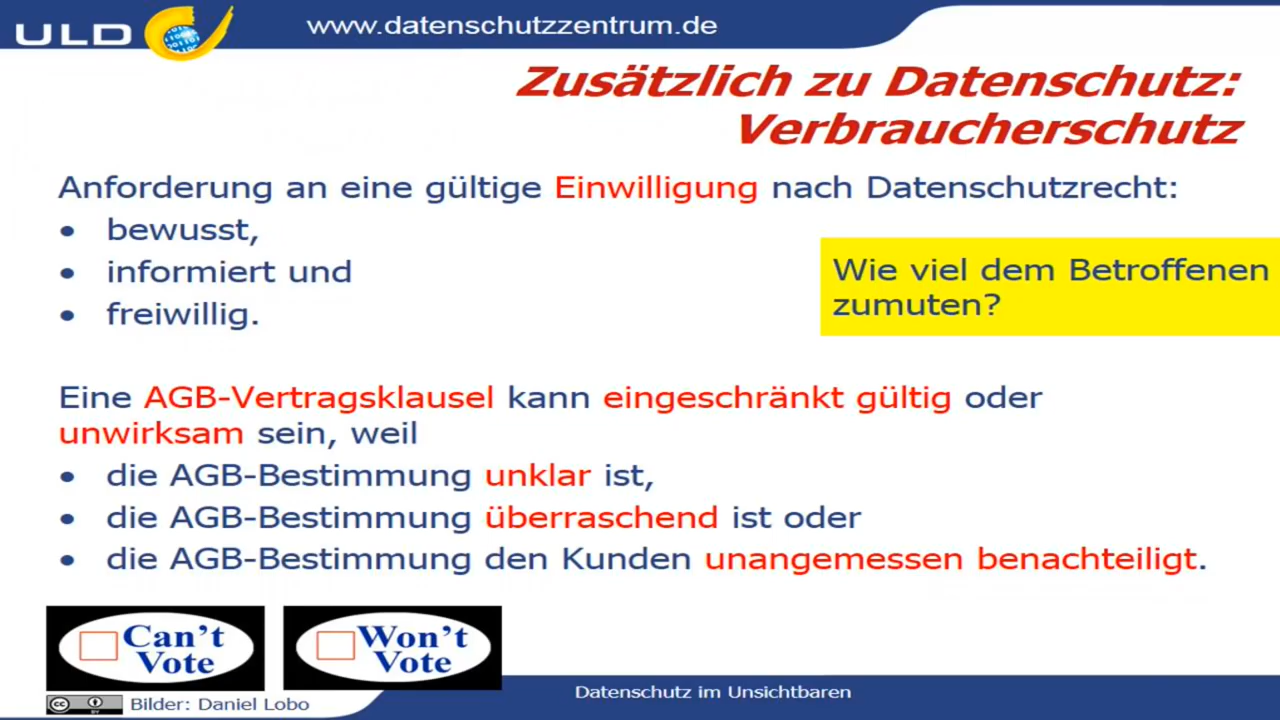 ULD
www.datenschutzzentrum.de
Zusätzlich zu Datenschutz:
Verbraucherschutz
Anforderung an eine gültige Einwilligung nach Datenschutzrecht:
• bewusst,
• informiert und
• freiwillig.
Wie viel dem Betroffenen
zumuten?
Eine AGB-Vertragsklausel kann eingeschränkt gültig oder
unwirksam sein, weil
• die AGB-Bestimmung unklar ist,
• die AGB-Bestimmung überraschend ist oder
• die AGB-Bestimmung den Kunden unangemessen benachteiligt.
Can't
Vote
Won't
Vote
cc
BY
Bilder: Daniel Lobo
Datenschutz im Unsichtbaren